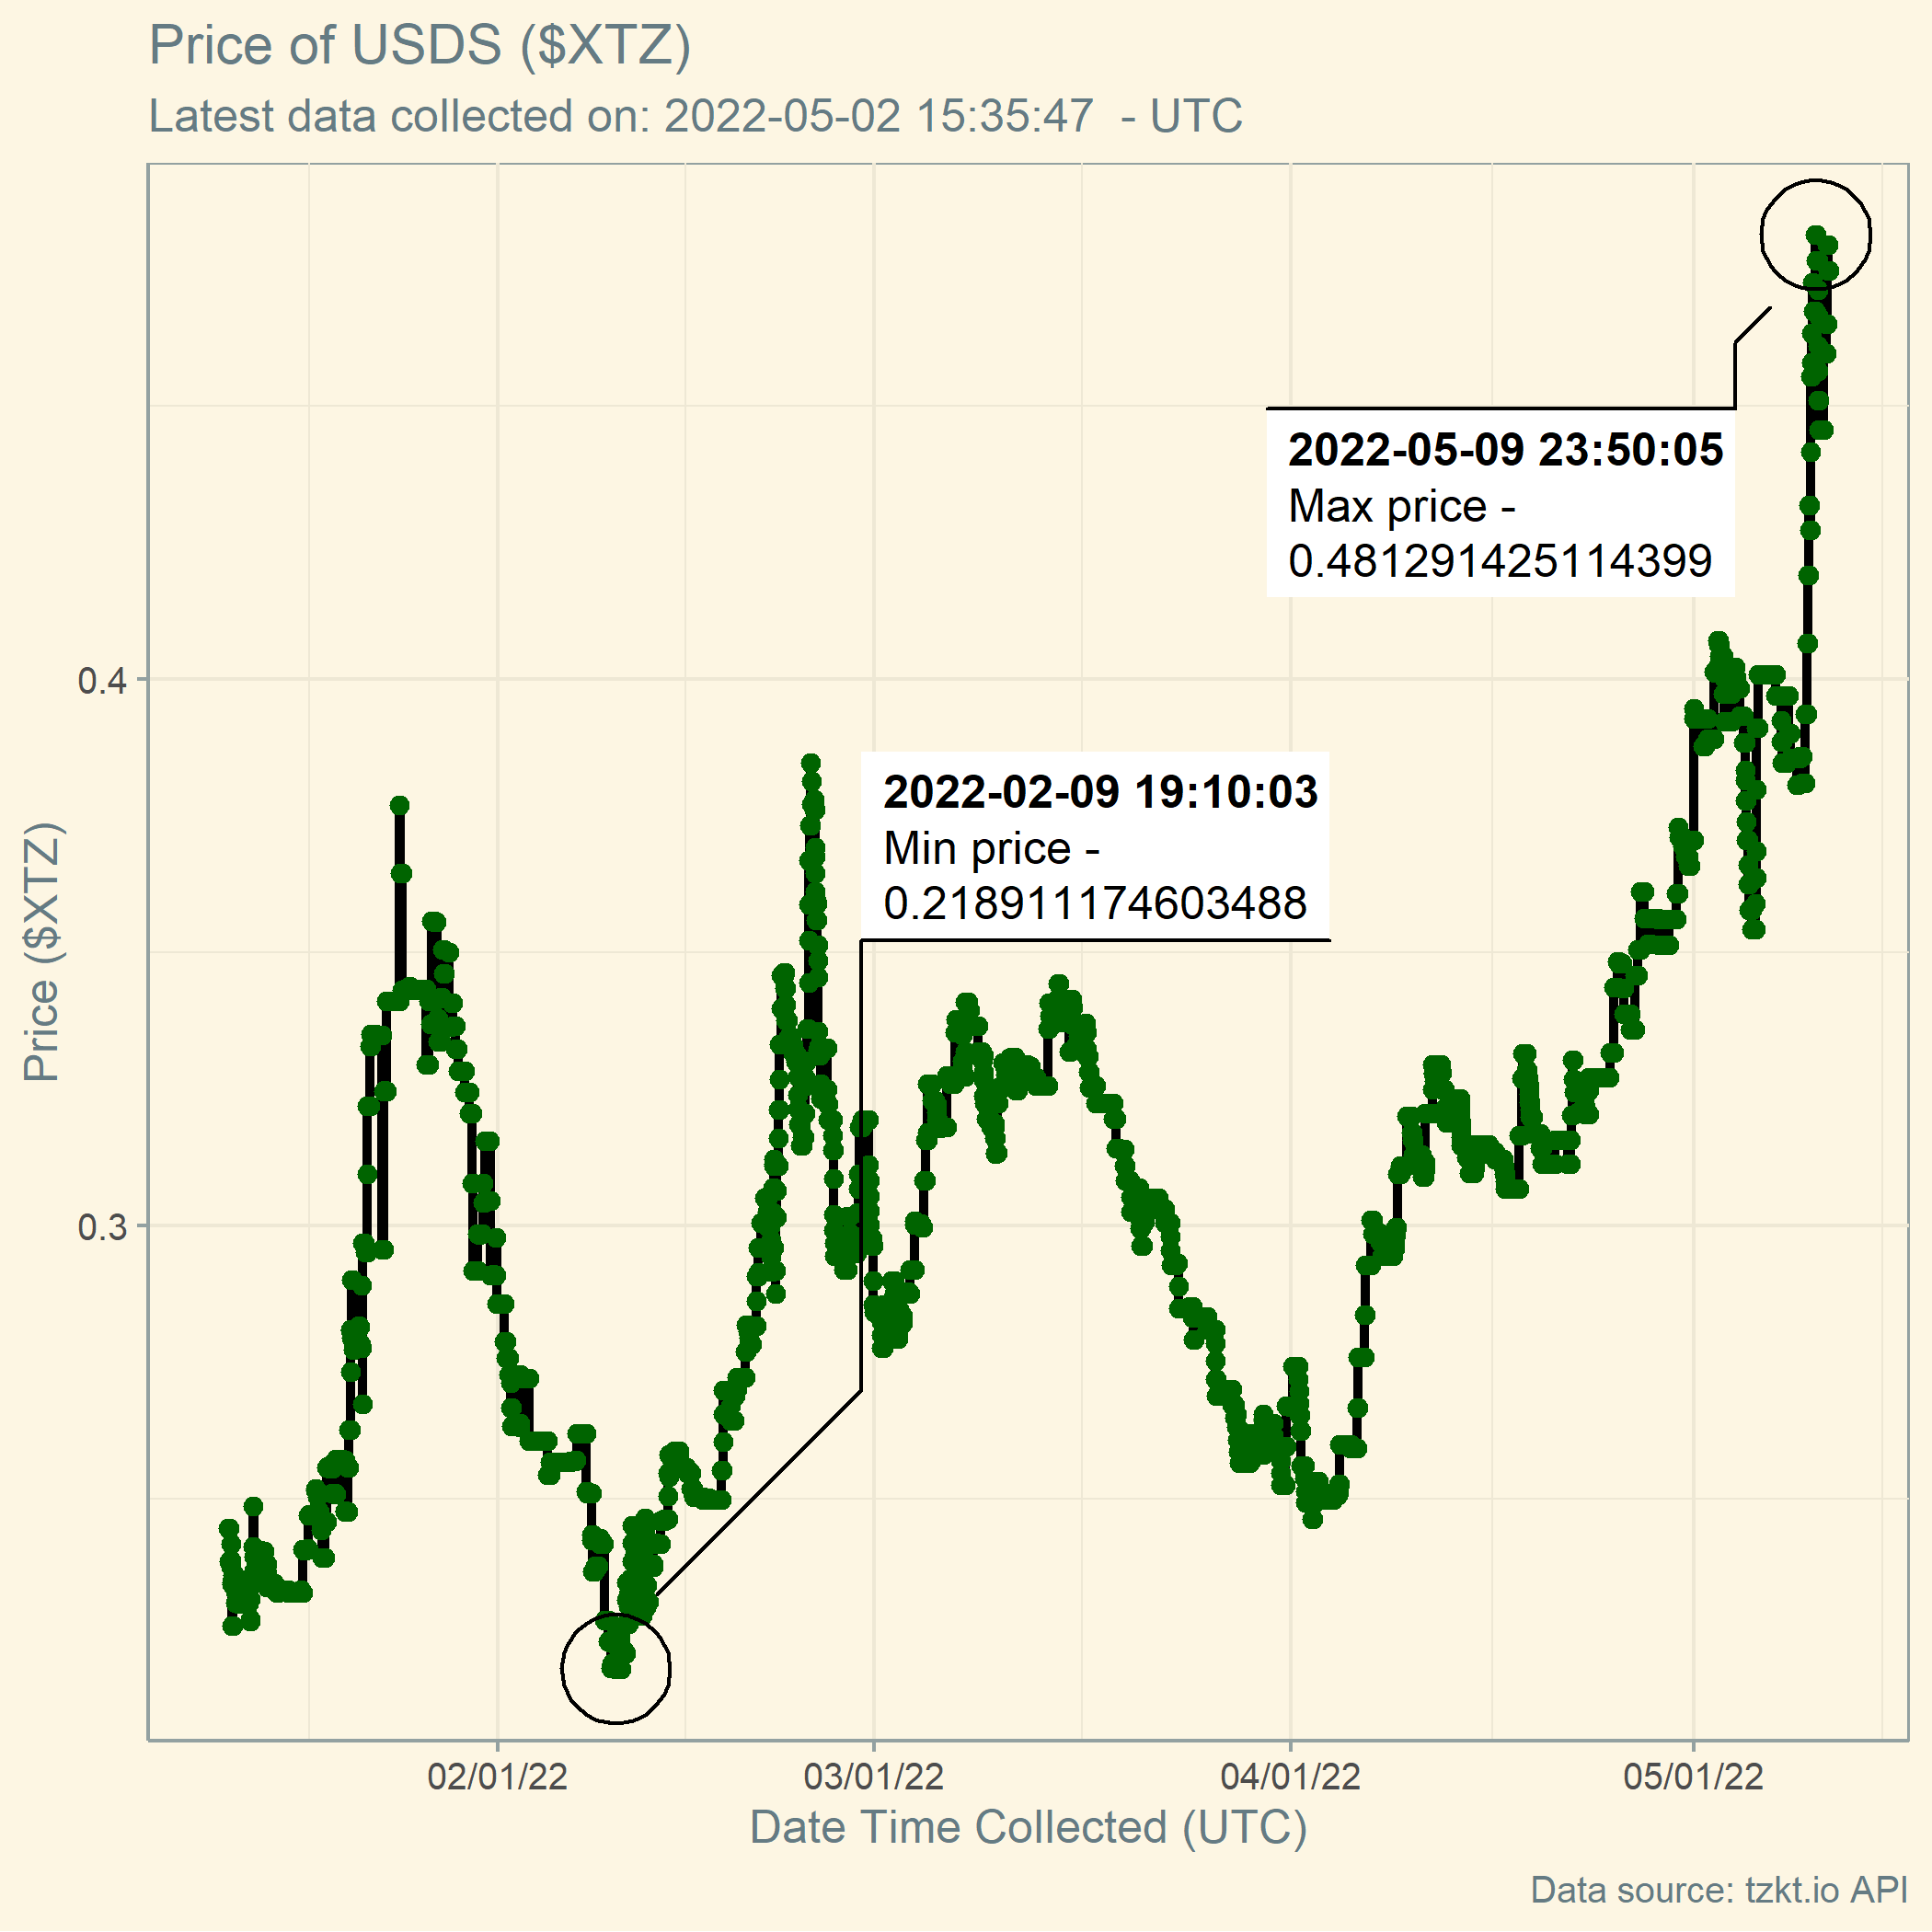 Price of USDS ($XTZ)
Latest data collected on: 2022-05-02 15:35:47  - UTC
2022-05-09 23:50:05
Max price -
0.481291425114399
0.4
2022-02-09 19:10:03
Min price -
0.218911174603488
Price ($XTZ)
0.3
02/01/22
03/01/22
04/01/22
05/01/22
Date Time Collected (UTC)
Data source: tzkt.io API